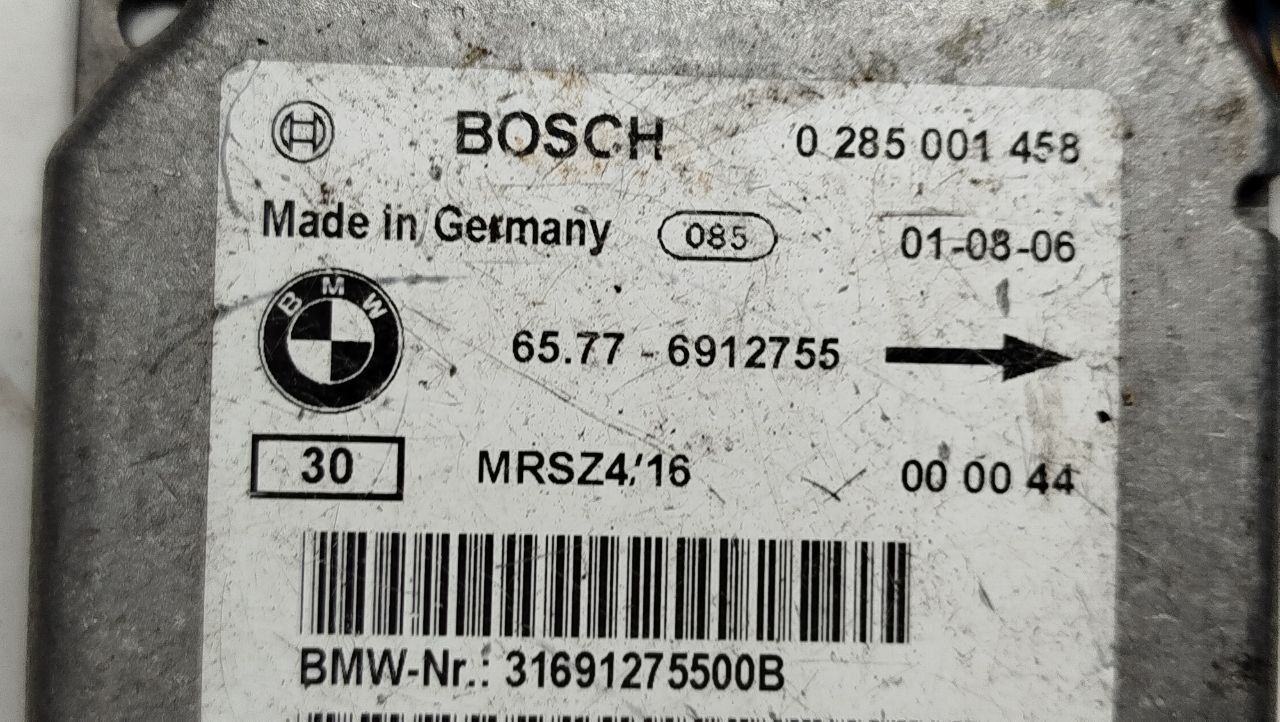 BOSCH 0 285 001 458
Made in Germany 085 01-08-06
BMW 65.77 - 6912755
30 MRSZ4/16 00 00 44
BMW-Nr.: 31691275500B